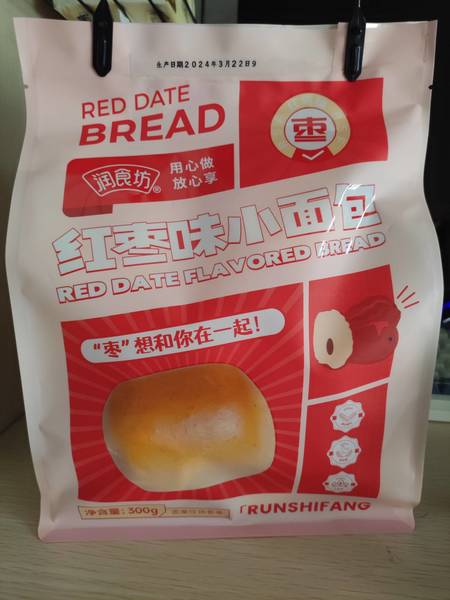 生产日期2024年3月22日9
RED DATE
BREAD
枣
润食坊®
用心做
放心享
红枣味小面包
RED DATE FLAVORED BREAD
“枣”想和你在一起！
净含量：300g
RUNSHIFANG